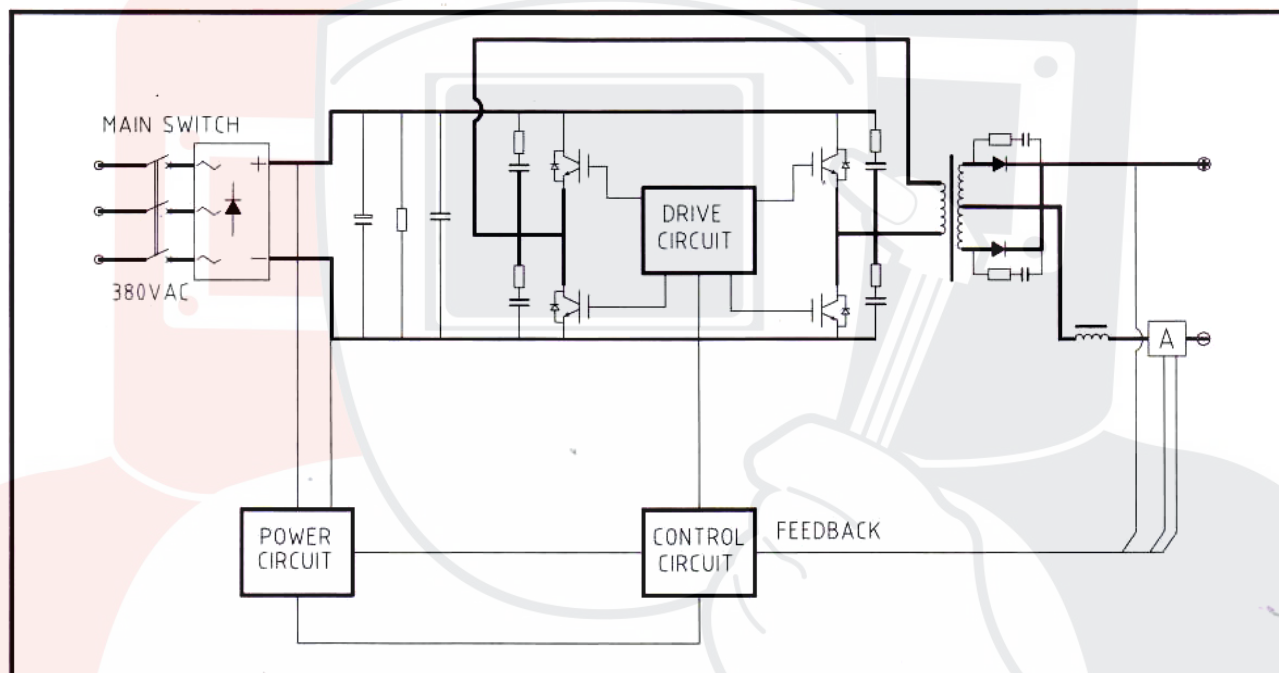 MAIN SWITCH
380VAC
DRIVE
CIRCUIT
A
POWER
CIRCUIT
CONTROL
CIRCUIT
FEEDBACK